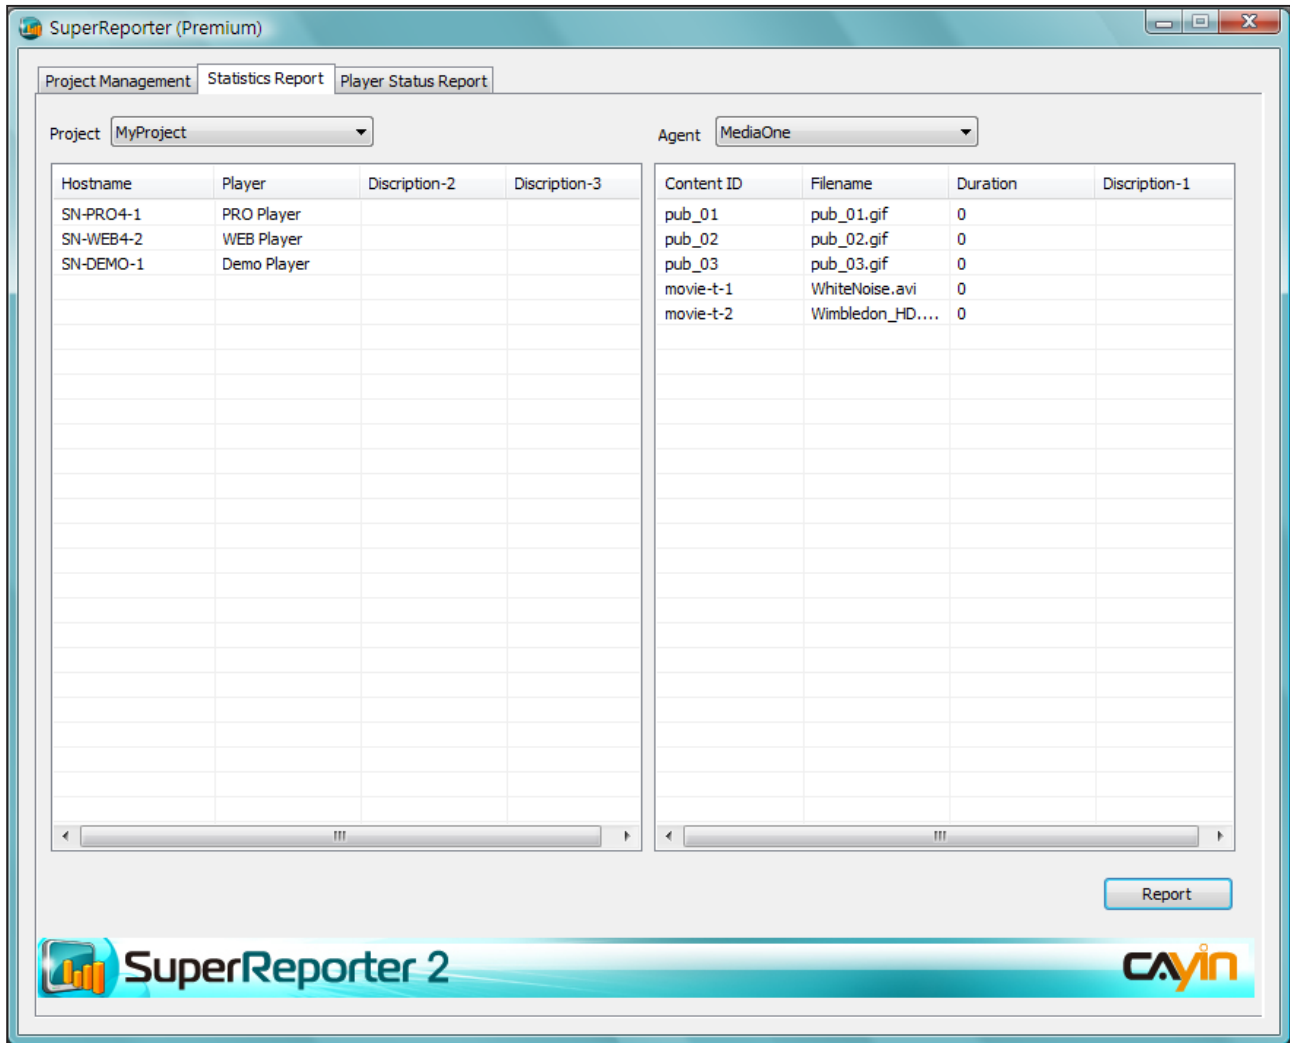 SuperReporter (Premium)
Project Management Statistics Report Player Status Report
Project MyProject Agent MediaOne
Hostname Player Discription-2 Discription-3 Content ID Filename Duration Discription-1
SN-PRO4-1 PRO Player pub_01 pub_01.gif 0
SN-WEB4-2 WEB Player pub_02 pub_02.gif 0
SN-DEMO-1 Demo Player pub_03 pub_03.gif 0
movie-t-1 WhiteNoise.avi 0
movie-t-2 Wimbledon_HD.... 0
Report
SuperReporter 2 CAYIN